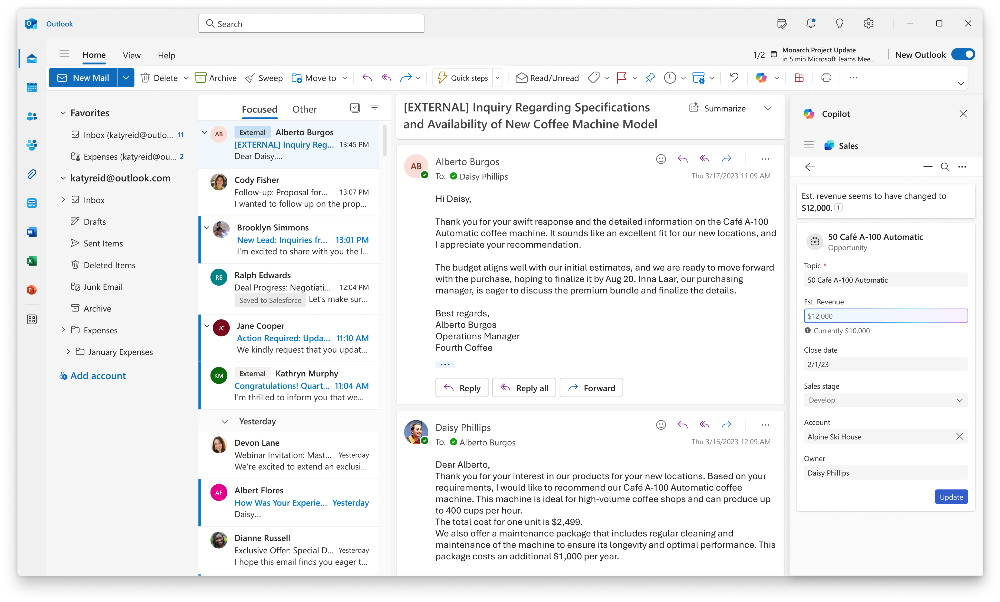 Outlook
Search
Home
View
Help
1/2
Monarch Project Update
in 5 min Microsoft Teams Mee...
New Outlook
New Mail
Delete
Archive
Sweep
Move to
Quick steps
Read/Unread
Favorites
Inbox (katyreid@outlo... 11
Expenses (katyreid@ou... 2
katyreid@outlook.com
Inbox
Drafts
Sent Items
Deleted Items
Junk Email
Archive
Expenses
January Expenses
Add account
Focused
Other
AB
External Alberto Burgos
[EXTERNAL] Inquiry Reg... 13:45 PM
Dear Daisy,...
Cody Fisher
Follow-up: Proposal for... 13:07 PM
I wanted to follow up on the prop...
Brooklyn Simmons
New Lead: Inquiries fr... 13:01 PM
I'm excited to share with you the l...
RE
Ralph Edwards
Deal Progress: Negotiati... 12:04 PM
Saved to Salesforce Let's make sur...
JC
Jane Cooper
Action Required: Upda... 11:10 AM
We kindly request that you updat...
KM
External Kathryn Murphy
Congratulations! Quart... 11:04 AM
I'm thrilled to inform you that we...
Yesterday
Devon Lane
Webinar Invitation: Mast... Yesterday
We're excited to extend an exclusi...
AF
Albert Flores
How Was Your Experie... Yesterday
Daisy,...
Dianne Russell
Exclusive Offer: Special D... Yesterday
I hope this email finds you eager t...
[EXTERNAL] Inquiry Regarding Specifications
and Availability of New Coffee Machine Model
Summarize
AB
Alberto Burgos
To: Daisy Phillips
Thu 3/17/2023 11:09 AM
Hi Daisy,
Thank you for your swift response and the detailed information on the Café A-100
Automatic coffee machine. It sounds like an excellent fit for our new locations, and
I appreciate your recommendation.
The budget aligns well with our initial estimates, and we are ready to move forward
with the purchase, hoping to finalize it by Aug 20. Inna Laar, our purchasing
manager, is eager to discuss the premium bundle and finalize the details.
Best regards,
Alberto Burgos
Operations Manager
Fourth Coffee
Reply
Reply all
Forward
Daisy Phillips
To: Alberto Burgos
Thu 3/16/2023 12:09 AM
Dear Alberto,
Thank you for your interest in our products for your new locations. Based on your
requirements, I would like to recommend our Café A-100 Automatic coffee
machine. This machine is ideal for high-volume coffee shops and can produce up
to 400 cups per hour.
The total cost for one unit is $2,499.
We also offer a maintenance package that includes regular cleaning and
maintenance of the machine to ensure its longevity and optimal performance. This
package costs an additional $1,000 per year.
Copilot
Sales
Est. revenue seems to have changed to
$12,000. 1
50 Café A-100 Automatic
Opportunity
Topic *
50 Café A-100 Automatic
Est. Revenue
$12,000
Currently $10,000
Close date
2/1/23
Sales stage
Develop
Account
Alpine Ski House
Owner
Daisy Phillips
Update